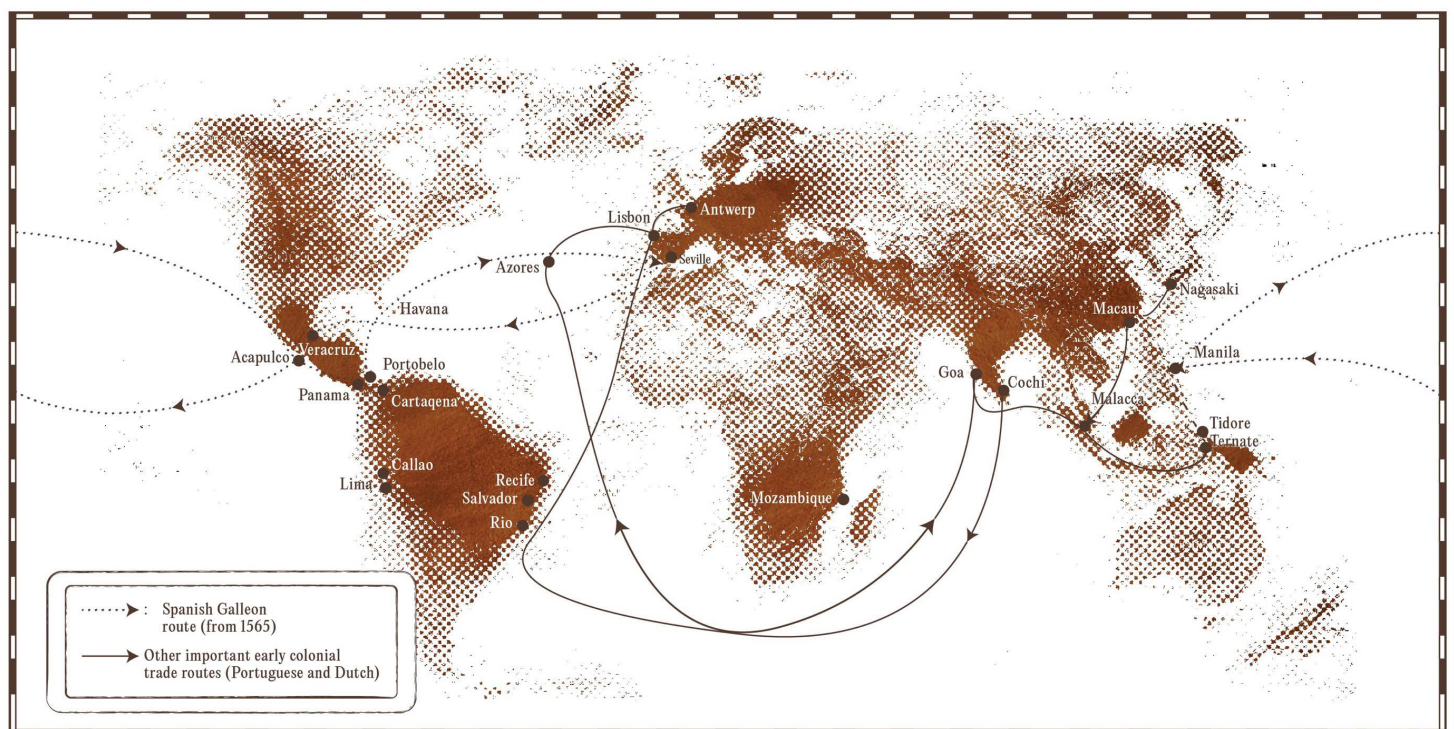 Antwerp
Lisbon
Seville
Azores
Havana
Nagasaki
Macau
Veracruz
Acapulco
Portobelo
Panama
Cartaqena
Manila
Goa
Cochi
Malacca
Tidore
Ternate
Callao
Lima
Recife
Salvador
Rio
Mozambique
: Spanish Galleon
route (from 1565)
Other important early colonial
trade routes (Portuguese and Dutch)